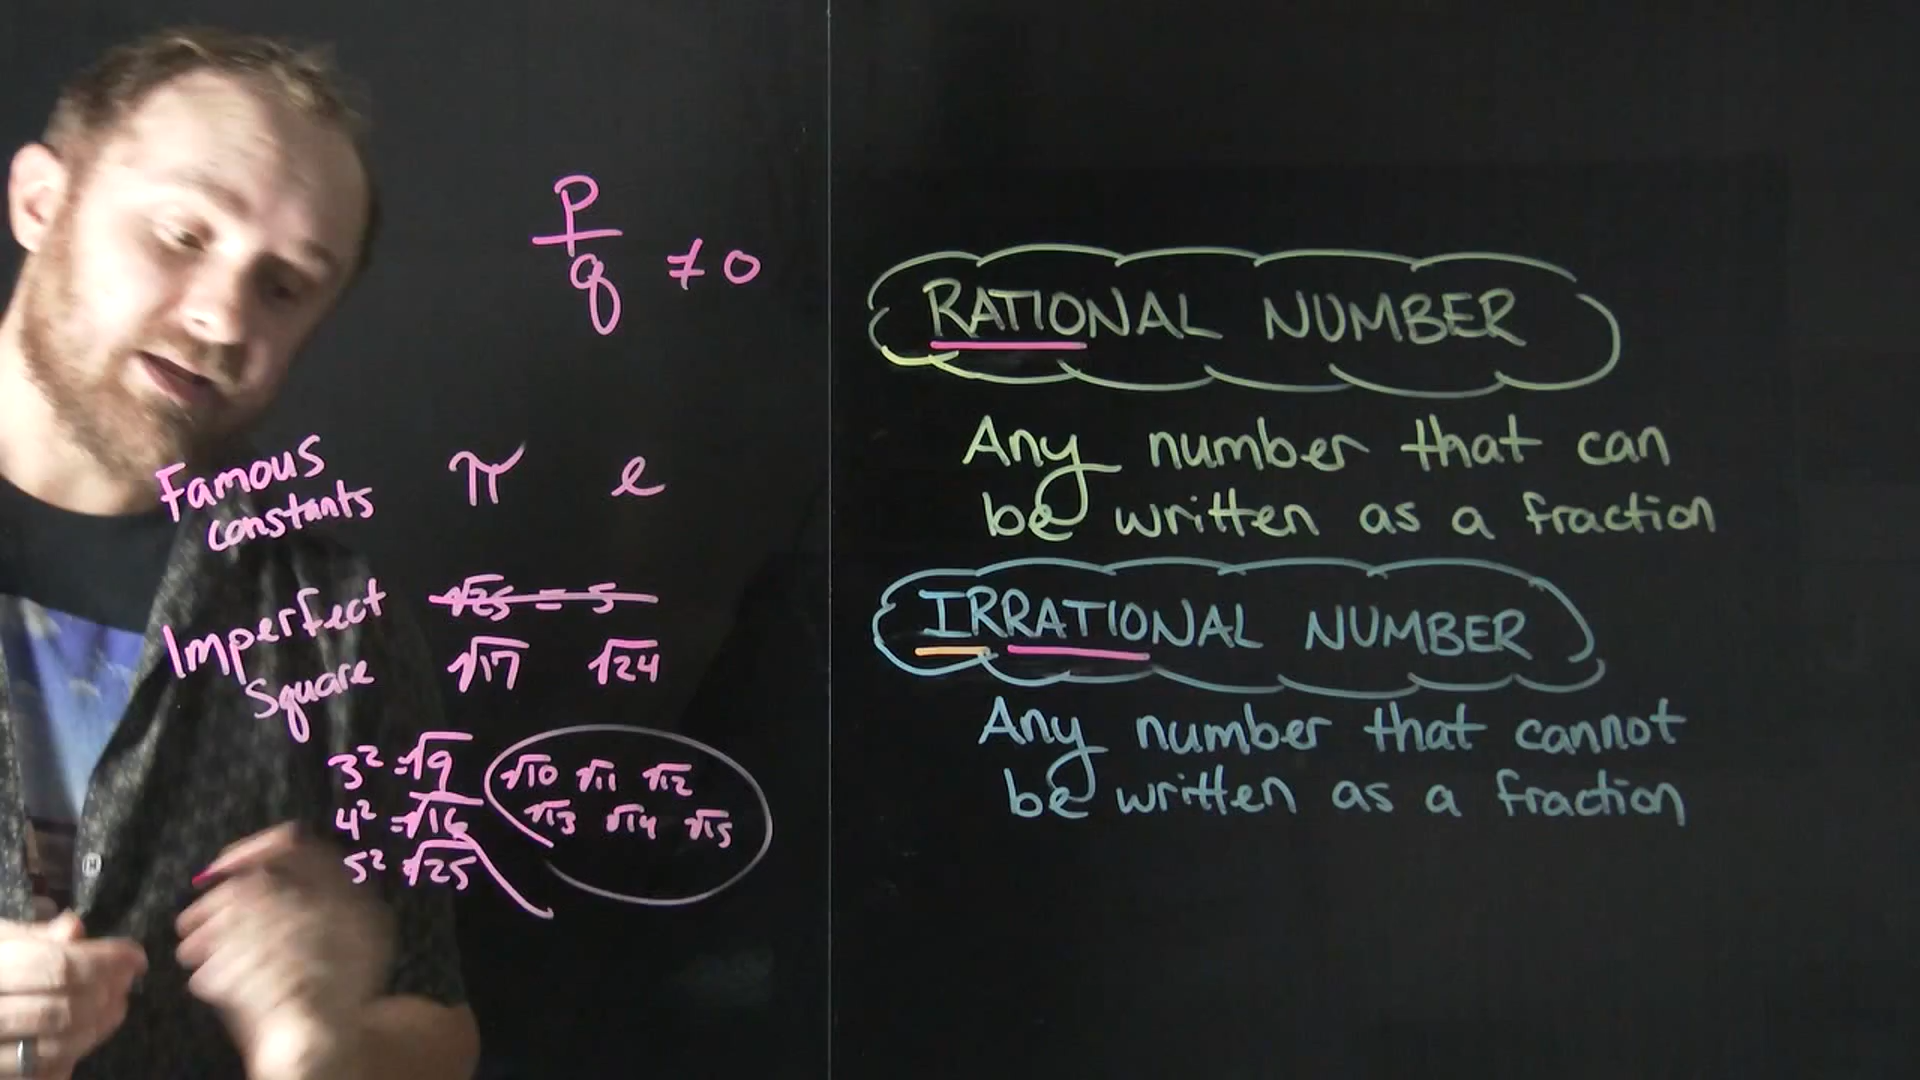 p
q ≠ 0
Famous
constants
π e
√25 = 5
Imperfect
Square
√17 √24
3² = √9
4² = √16
5² = √25
√10 √11 √12
√13 √14 √15
RATIONAL NUMBER
Any number that can
be written as a fraction
IRRATIONAL NUMBER
Any number that cannot
be written as a fraction